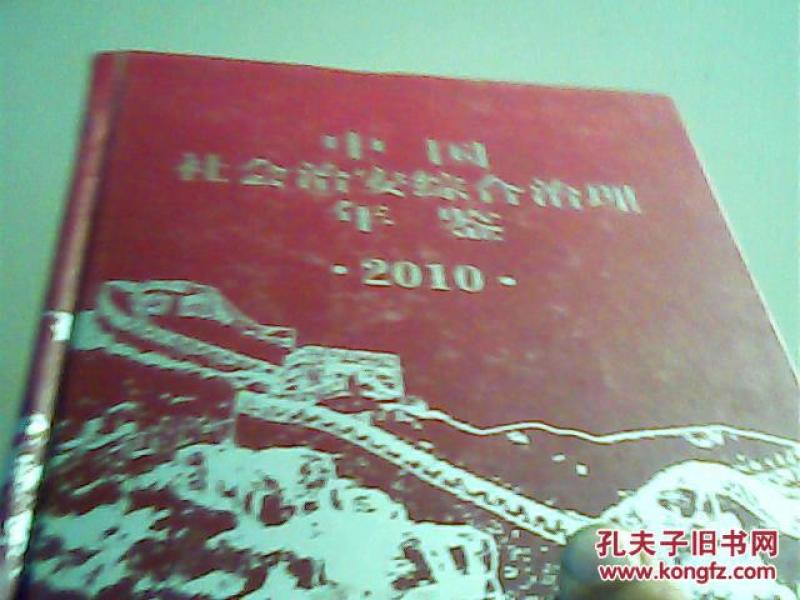 中国
社会治安综合治理
年鉴
·2010·
孔夫子旧书网
www.kongfz.com